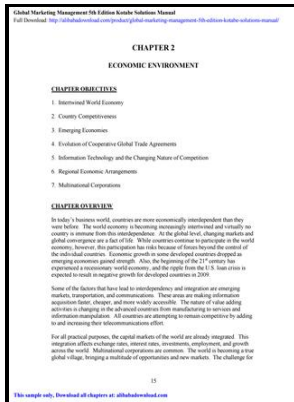 Global Marketing Management 5th Edition Kotabe Solutions Manual
Full Download: http://alibabadownload.com/product/global-marketing-management-5th-edition-kotabe-solutions-manual/
CHAPTER 2
ECONOMIC ENVIRONMENT
CHAPTER OBJECTIVES
1. Intertwined World Economy
2. Country Competitiveness
3. Emerging Economies
4. Evolution of Cooperative Global Trade Agreements
5. Information Technology and the Changing Nature of Competition
6. Regional Economic Arrangements
7. Multinational Corporations
CHAPTER OVERVIEW
In today's business world, countries are more economically interdependent than they
were before. The world economy is becoming increasingly intertwined and virtually no
country is immune from this interdependence. At the global level, changing markets and
global convergence are a fact of life. While countries continue to participate in the world
economy, however, this participation has risks because of forces beyond the control of
the individual countries. Economic growth in some developed countries dropped as
emerging economies gained strength. Also, the beginning of the 21st century has
experienced a recessionary world economy, and the ripple from the U.S. loan crisis is
expected to result in negative growth for developed countries in 2009.
Some of the factors that have lead to interdependency and integration are emerging
markets, transportation, and communications. These areas are making information
acquisition faster, cheaper, and more widely accessible. The nature of value adding
activities is changing in the advanced countries from manufacturing to services and
information manipulation. All countries are attempting to remain competitive by adding
to and increasing their telecommunications effort.
For all practical purposes, the capital markets of the world are already integrated. This
integration affects exchange rates, interest rates, investments, employment, and growth
across the world. Multinational corporations are common. The world is becoming a true
global village, bringing a multitude of opportunities and new markets. The challenge for
15
This sample only, Download all chapters at: alibabadownload.com